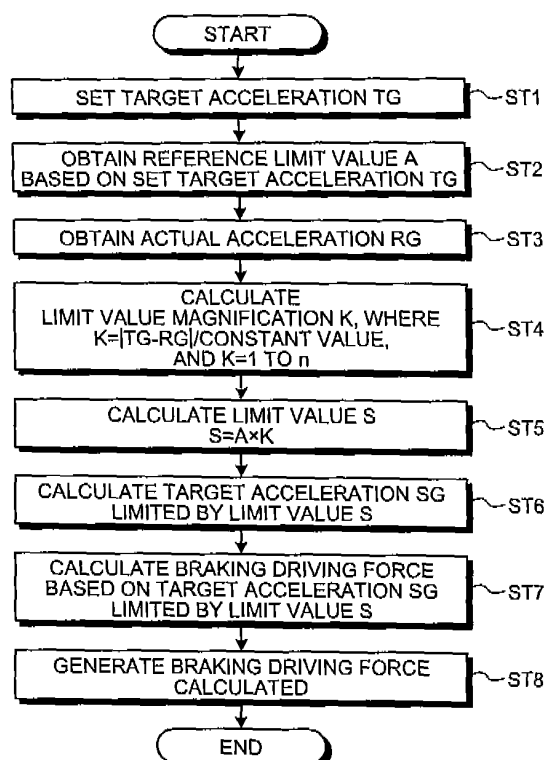 START
SET TARGET ACCELERATION TG
ST1
OBTAIN REFERENCE LIMIT VALUE A
BASED ON SET TARGET ACCELERATION TG
ST2
OBTAIN ACTUAL ACCELERATION RG
ST3
CALCULATE
LIMIT VALUE MAGNIFICATION K, WHERE
K=|TG-RG|/CONSTANT VALUE,
AND K=1 TO n
ST4
CALCULATE LIMIT VALUE S
S=A×K
ST5
CALCULATE TARGET ACCELERATION SG
LIMITED BY LIMIT VALUE S
ST6
CALCULATE BRAKING DRIVING FORCE
BASED ON TARGET ACCELERATION SG
LIMITED BY LIMIT VALUE S
ST7
GENERATE BRAKING DRIVING FORCE
CALCULATED
ST8
END